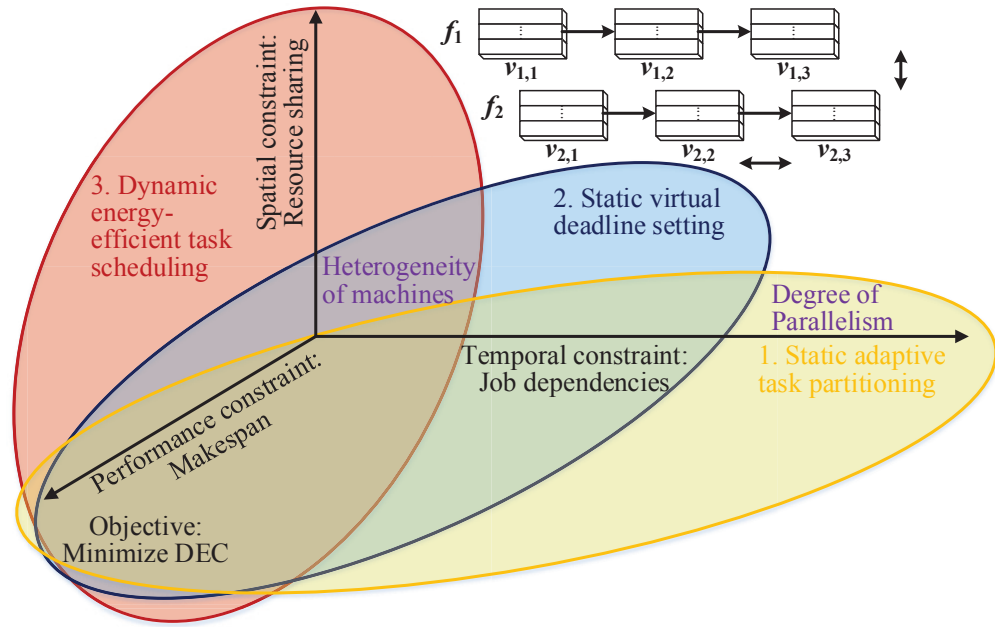 f1
⋮
⋮
⋮
v1,1
v1,2
v1,3
f2
⋮
⋮
⋮
v2,1
v2,2
v2,3
Spatial constraint:
Resource sharing
3. Dynamic
energy-
efficient task
scheduling
2. Static virtual
deadline setting
Heterogeneity
of machines
Degree of
Parallelism
Temporal constraint:
Job dependencies
1. Static adaptive
task partitioning
Performance constraint:
Makespan
Objective:
Minimize DEC